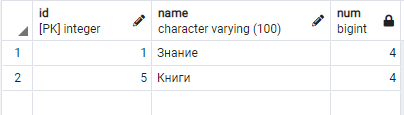 id name num
[PK] integer character varying (100) bigint
1 1 Знание 4
2 5 Книги 4